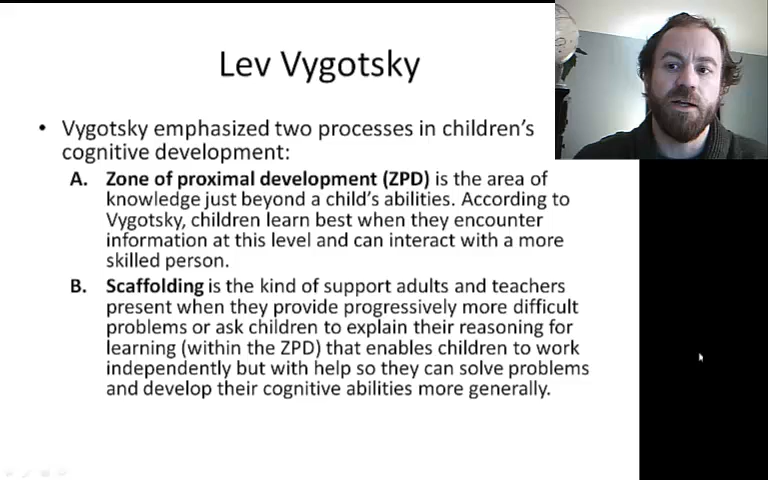 Lev Vygotsky
• Vygotsky emphasized two processes in children's
cognitive development:
A. Zone of proximal development (ZPD) is the area of
knowledge just beyond a child's abilities. According to
Vygotsky, children learn best when they encounter
information at this level and can interact with a more
skilled person.
B. Scaffolding is the kind of support adults and teachers
present when they provide progressively more difficult
problems or ask children to explain their reasoning for
learning (within the ZPD) that enables children to work
independently but with help so they can solve problems
and develop their cognitive abilities more generally.